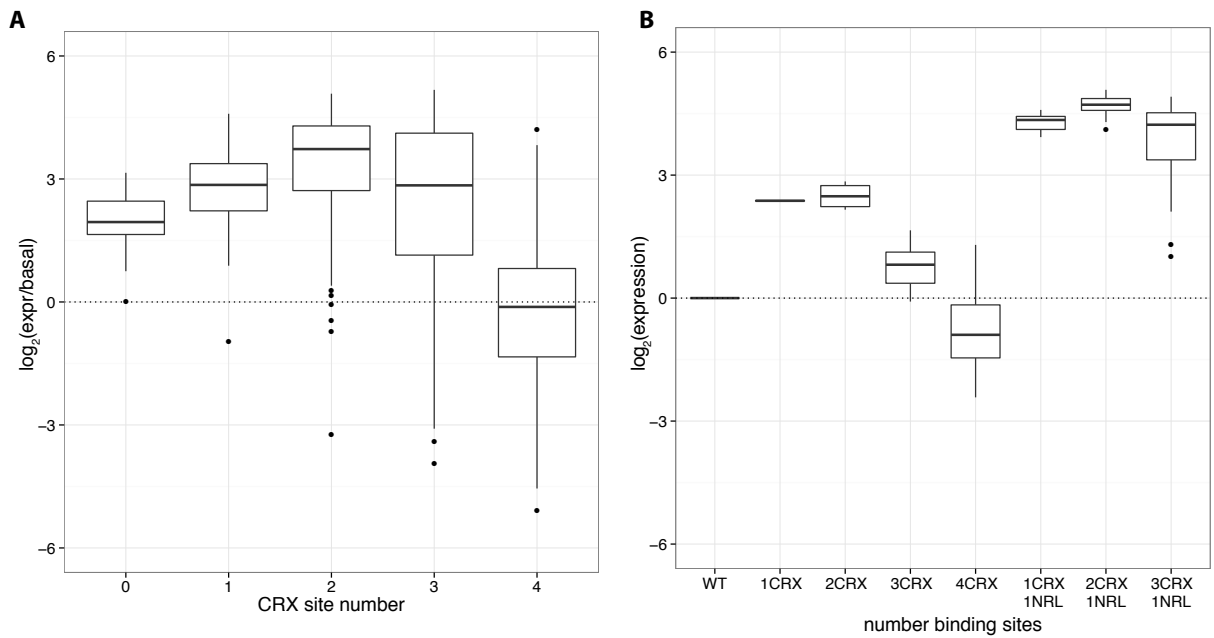 A
log₂(expr/basal)
6
3
0
−3
−6
0 1 2 3 4
CRX site number
B
log₂(expression)
6
3
0
−3
−6
WT 1CRX 2CRX 3CRX 4CRX 1CRX 2CRX 3CRX
1NRL 1NRL 1NRL
number binding sites